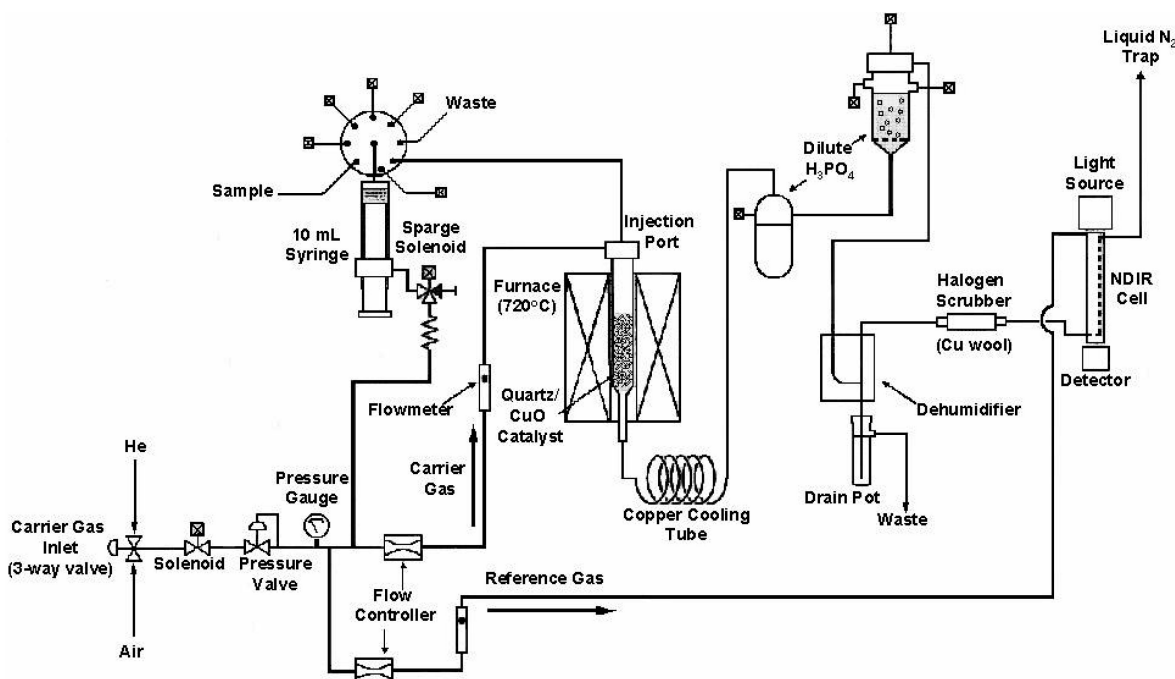 Liquid N₂
Trap
Waste
Dilute
H₃PO₄
Light
Source
Sample
10 mL
Syringe
Sparge
Solenoid
Injection
Port
Furnace
(720°C)
Halogen
Scrubber
(Cu wool)
NDIR
Cell
Detector
Flowmeter
Quartz/
CuO
Catalyst
Dehumidifier
He
Pressure
Gauge
Carrier
Gas
Drain Pot
Waste
Copper Cooling
Tube
Carrier Gas
Inlet
(3-way valve)
Solenoid
Pressure
Valve
Reference Gas
Flow
Controller
Air